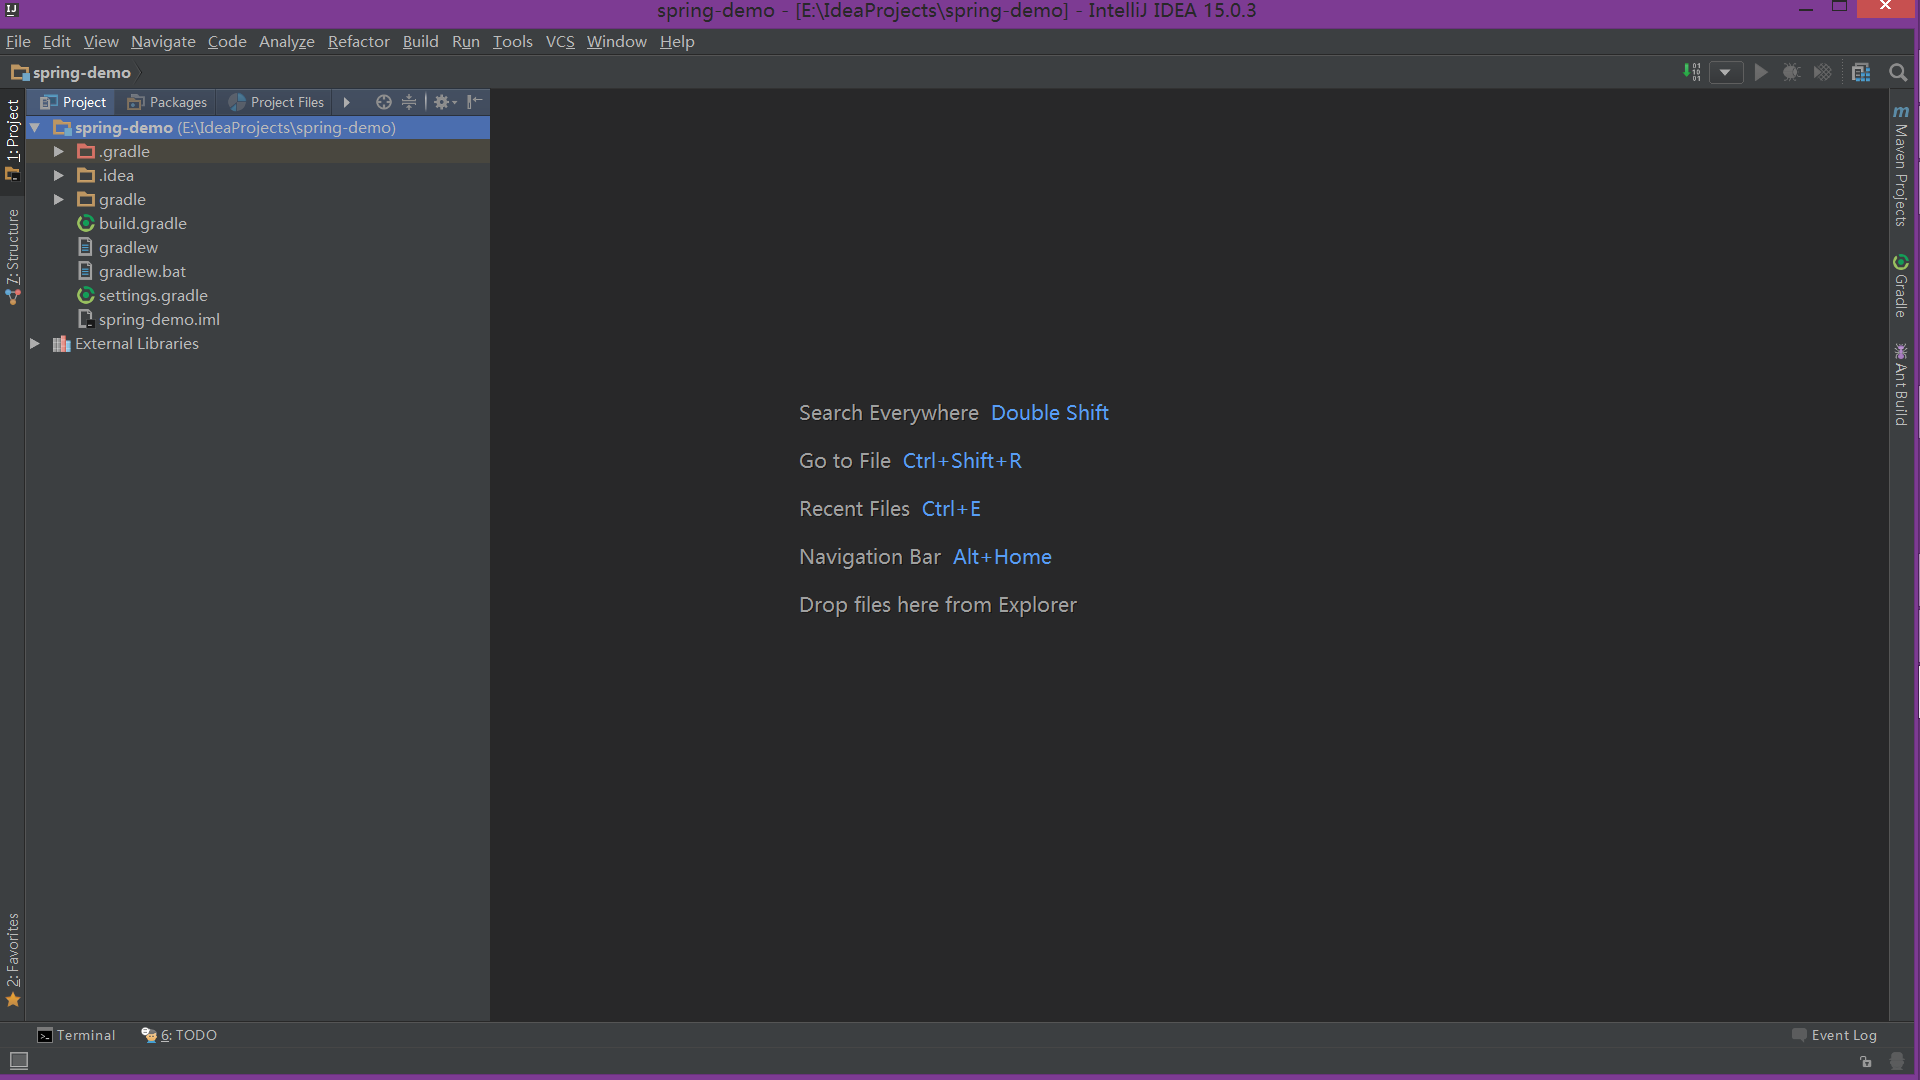 spring-demo - [E:\IdeaProjects\spring-demo] - IntelliJ IDEA 15.0.3
File Edit View Navigate Code Analyze Refactor Build Run Tools VCS Window Help
spring-demo
Project Packages Project Files
1: Project
Z: Structure
2: Favorites
spring-demo (E:\IdeaProjects\spring-demo)
.gradle
.idea
gradle
build.gradle
gradlew
gradlew.bat
settings.gradle
spring-demo.iml
External Libraries
Search Everywhere Double Shift
Go to File Ctrl+Shift+R
Recent Files Ctrl+E
Navigation Bar Alt+Home
Drop files here from Explorer
Maven Projects
Gradle
Ant Build
Terminal 6: TODO Event Log